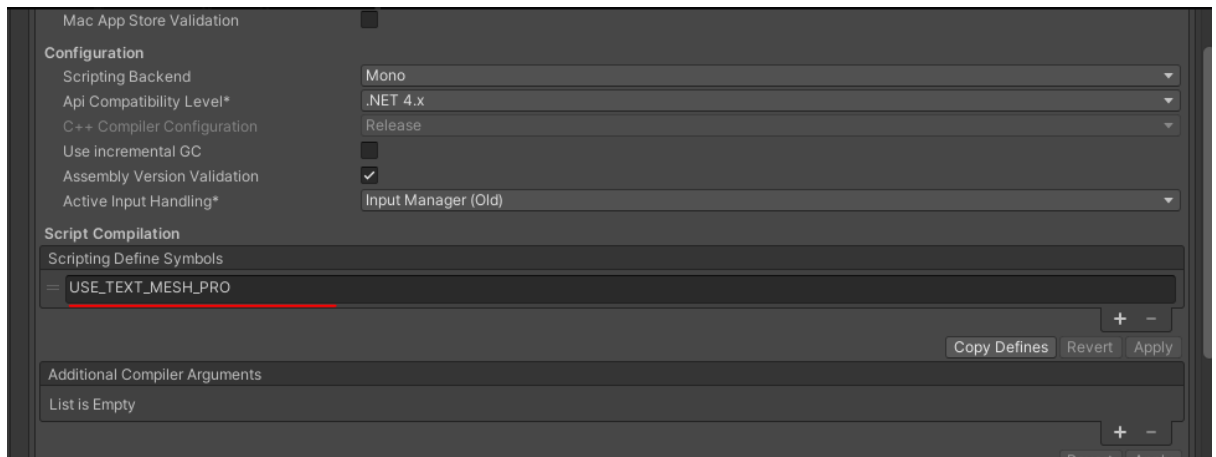 Mac App Store Validation
Configuration
Scripting Backend Mono
Api Compatibility Level* .NET 4.x
C++ Compiler Configuration Release
Use incremental GC
Assembly Version Validation
Active Input Handling* Input Manager (Old)
Script Compilation
Scripting Define Symbols
USE_TEXT_MESH_PRO
+ −
Copy Defines Revert Apply
Additional Compiler Arguments
List is Empty
+ −